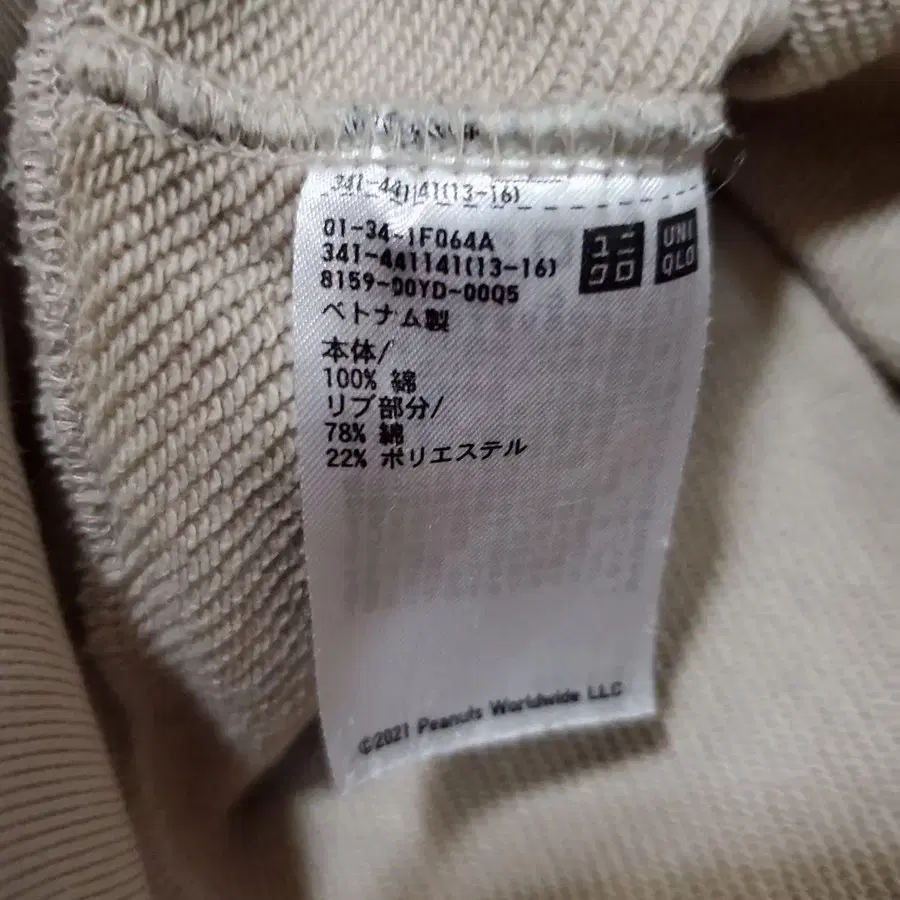 341-441141(13-16)
01-34-1F064A
341-441141(13-16)
8159-00YD-00Q5
ユニ
クロ
UNI
QLO
ベトナム製
本体/
100% 綿
リブ部分/
78% 綿
22% ポリエステル
©2021 Peanuts Worldwide LLC